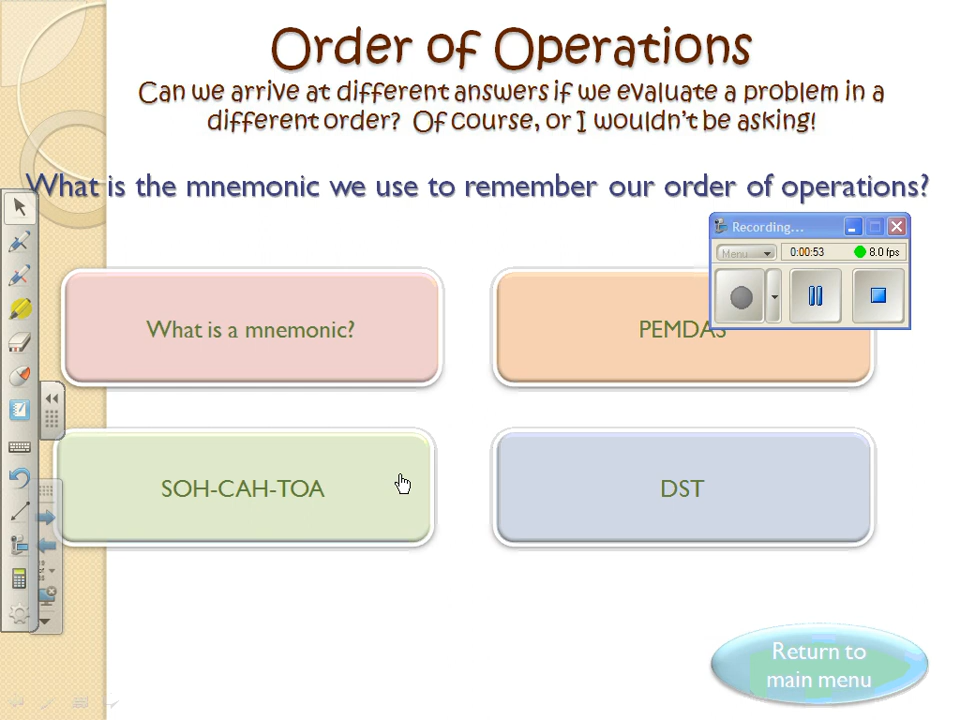 Order of Operations
Can we arrive at different answers if we evaluate a problem in a
different order? Of course, or I wouldn't be asking!
What is the mnemonic we use to remember our order of operations?
Recording...
Menu
0:00:53
8.0 fps
What is a mnemonic?
PEMDAS
SOH-CAH-TOA
DST
Return to
main menu